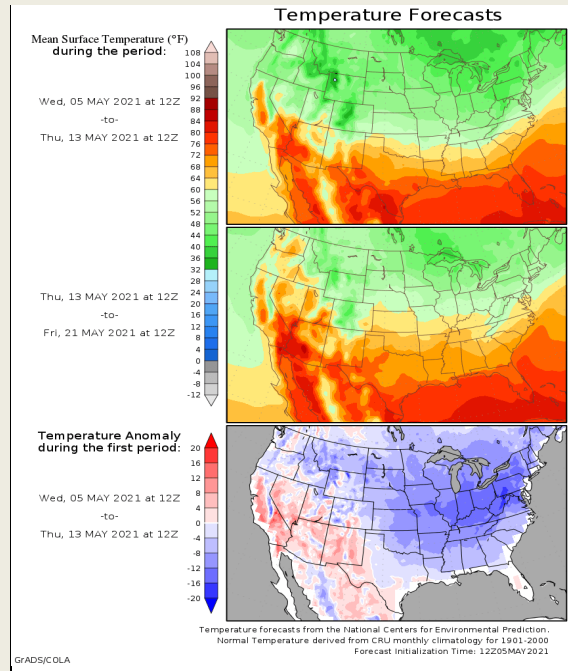 Temperature Forecasts
Mean Surface Temperature (°F)
during the period:
Wed, 05 MAY 2021 at 12Z
-to-
Thu, 13 MAY 2021 at 12Z
108
104
100
96
92
88
84
80
76
72
68
64
60
56
52
48
44
40
36
32
28
24
20
16
12
8
4
0
-4
-8
-12
Thu, 13 MAY 2021 at 12Z
-to-
Fri, 21 MAY 2021 at 12Z
Temperature Anomaly
during the first period:
Wed, 05 MAY 2021 at 12Z
-to-
Thu, 13 MAY 2021 at 12Z
20
16
12
8
4
0
-4
-8
-12
-16
-20
Temperature forecasts from the National Centers for Environmental Prediction.
Normal Temperature derived from CRU monthly climatology for 1901-2000
Forecast Initialization Time: 12Z05MAY2021
GrADS/COLA